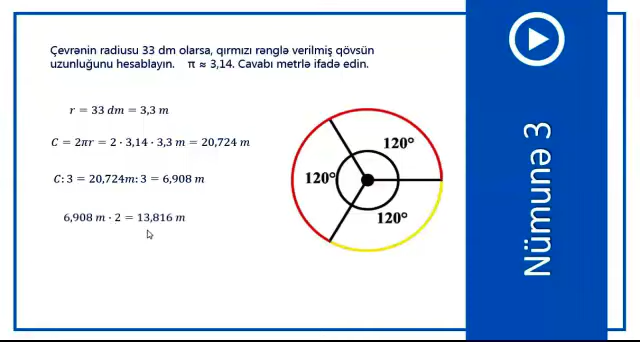 Çevrənin radiusu 33 dm olarsa, qırmızı rənglə verilmiş qövsün
uzunluğunu hesablayın. π ≈ 3,14. Cavabı metrlə ifadə edin.
r = 33 dm = 3,3 m
C = 2πr = 2 · 3,14 · 3,3 m = 20,724 m
C: 3 = 20,724m: 3 = 6,908 m
6,908 m · 2 = 13,816 m
120°
120°
120°
Nümunə 3